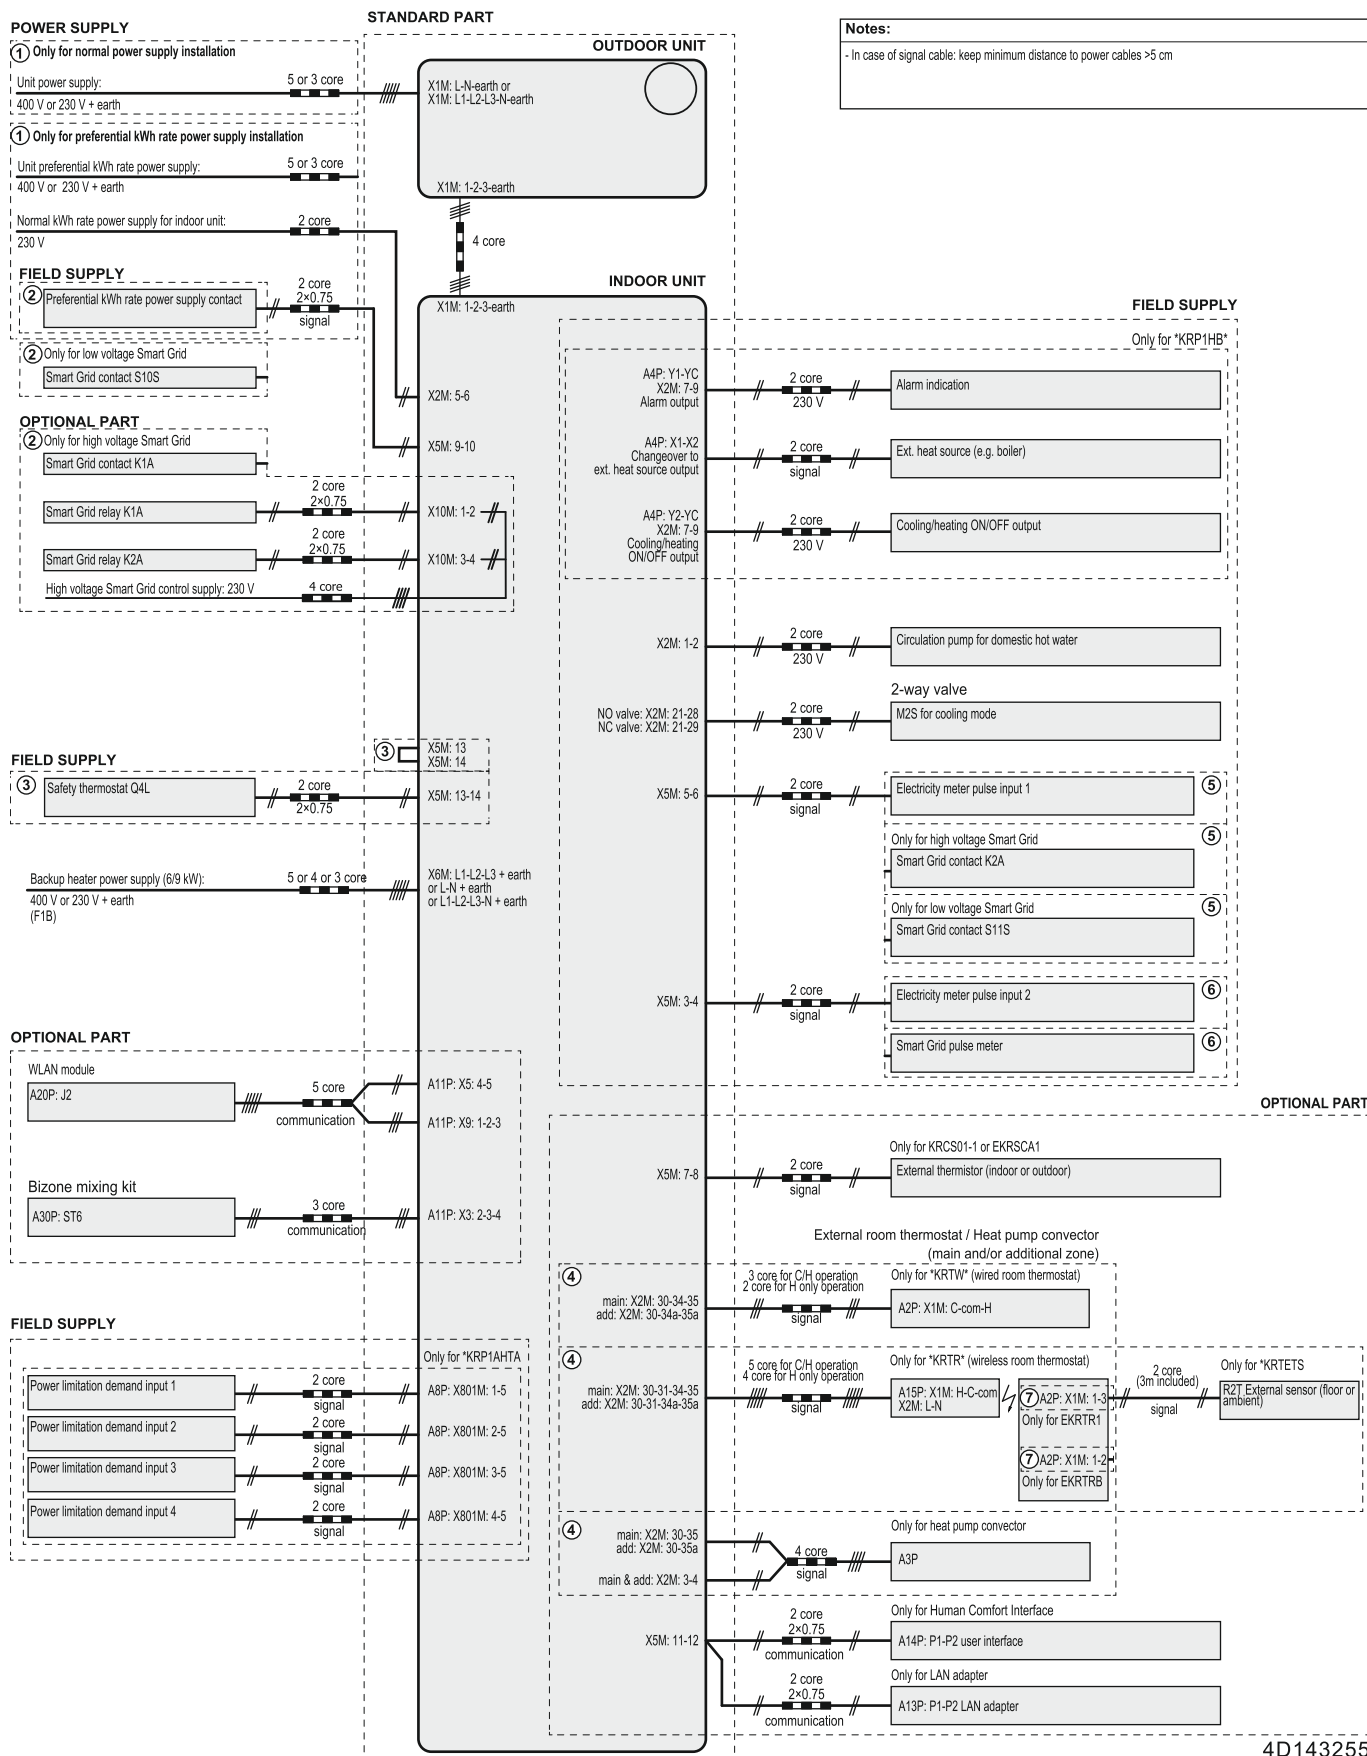 POWER SUPPLY
① Only for normal power supply installation
Unit power supply:
5 or 3 core
400 V or 230 V + earth
① Only for preferential kWh rate power supply installation
Unit preferential kWh rate power supply:
5 or 3 core
400 V or 230 V + earth
Normal kWh rate power supply for indoor unit:
2 core
230 V
FIELD SUPPLY
② Preferential kWh rate power supply contact
2 core
2×0.75
signal
② Only for low voltage Smart Grid
Smart Grid contact S10S
OPTIONAL PART
② Only for high voltage Smart Grid
Smart Grid contact K1A
Smart Grid relay K1A
2 core
2×0.75
Smart Grid relay K2A
2 core
2×0.75
High voltage Smart Grid control supply: 230 V
4 core
FIELD SUPPLY
③ Safety thermostat Q4L
2 core
2×0.75
Backup heater power supply (6/9 kW):
5 or 4 or 3 core
400 V or 230 V + earth
(F1B)
OPTIONAL PART
WLAN module
A20P: J2
5 core
communication
Bizone mixing kit
A30P: ST6
3 core
communication
FIELD SUPPLY
Only for *KRP1AHTA
Power limitation demand input 1
2 core
signal
A8P: X801M: 1-5
Power limitation demand input 2
2 core
signal
A8P: X801M: 2-5
Power limitation demand input 3
2 core
signal
A8P: X801M: 3-5
Power limitation demand input 4
2 core
signal
A8P: X801M: 4-5
STANDARD PART
OUTDOOR UNIT
X1M: L-N-earth or
X1M: L1-L2-L3-N-earth
X1M: 1-2-3-earth
4 core
INDOOR UNIT
X1M: 1-2-3-earth
X2M: 5-6
X5M: 9-10
X10M: 1-2
X10M: 3-4
③
X5M: 13
X5M: 14
X5M: 13-14
X6M: L1-L2-L3 + earth
or L-N + earth
or L1-L2-L3-N + earth
A11P: X5: 4-5
A11P: X9: 1-2-3
A11P: X3: 2-3-4
Notes:
- In case of signal cable: keep minimum distance to power cables >5 cm
FIELD SUPPLY
Only for *KRP1HB*
A4P: Y1-YC
X2M: 7-9
Alarm output
2 core
230 V
Alarm indication
A4P: X1-X2
Changeover to
ext. heat source output
2 core
signal
Ext. heat source (e.g. boiler)
A4P: Y2-YC
X2M: 7-9
Cooling/heating
ON/OFF output
2 core
230 V
Cooling/heating ON/OFF output
X2M: 1-2
2 core
230 V
Circulation pump for domestic hot water
2-way valve
NO valve: X2M: 21-28
NC valve: X2M: 21-29
2 core
230 V
M2S for cooling mode
X5M: 5-6
2 core
signal
Electricity meter pulse input 1
⑤
Only for high voltage Smart Grid
⑤
Smart Grid contact K2A
Only for low voltage Smart Grid
⑤
Smart Grid contact S11S
X5M: 3-4
2 core
signal
Electricity meter pulse input 2
⑥
Smart Grid pulse meter
⑥
OPTIONAL PART
Only for KRCS01-1 or EKRSCA1
X5M: 7-8
2 core
signal
External thermistor (indoor or outdoor)
External room thermostat / Heat pump convector
(main and/or additional zone)
④
3 core for C/H operation
2 core for H only operation
signal
Only for *KRTW* (wired room thermostat)
main: X2M: 30-34-35
add: X2M: 30-34a-35a
A2P: X1M: C-com-H
④
5 core for C/H operation
4 core for H only operation
signal
Only for *KRTR* (wireless room thermostat)
main: X2M: 30-31-34-35
add: X2M: 30-31-34a-35a
A15P: X1M: H-C-com
X2M: L-N
⑦ A2P: X1M: 1-3
Only for EKRTR1
⑦ A2P: X1M: 1-2
Only for EKRTRB
2 core
(3m included)
signal
Only for *KRTETS
R2T External sensor (floor or
ambient)
④
main: X2M: 30-35
add: X2M: 30-35a
main & add: X2M: 3-4
4 core
signal
Only for heat pump convector
A3P
X5M: 11-12
2 core
2×0.75
communication
Only for Human Comfort Interface
A14P: P1-P2 user interface
2 core
2×0.75
communication
Only for LAN adapter
A13P: P1-P2 LAN adapter
4D143255